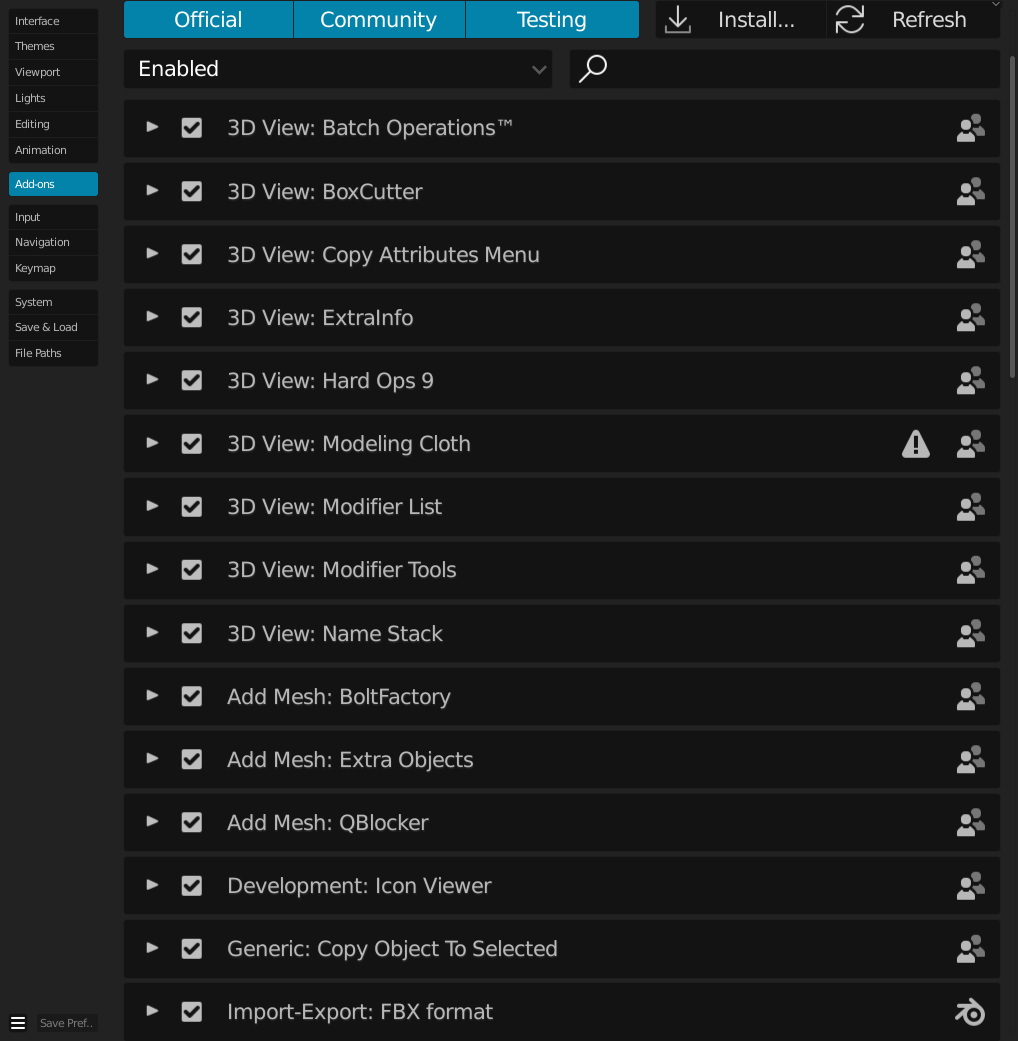 Interface
Themes
Viewport
Lights
Editing
Animation
Add-ons
Input
Navigation
Keymap
System
Save & Load
File Paths
Save Pref..
Official Community Testing Install... Refresh
Enabled
3D View: Batch Operations™
3D View: BoxCutter
3D View: Copy Attributes Menu
3D View: ExtraInfo
3D View: Hard Ops 9
3D View: Modeling Cloth
3D View: Modifier List
3D View: Modifier Tools
3D View: Name Stack
Add Mesh: BoltFactory
Add Mesh: Extra Objects
Add Mesh: QBlocker
Development: Icon Viewer
Generic: Copy Object To Selected
Import-Export: FBX format